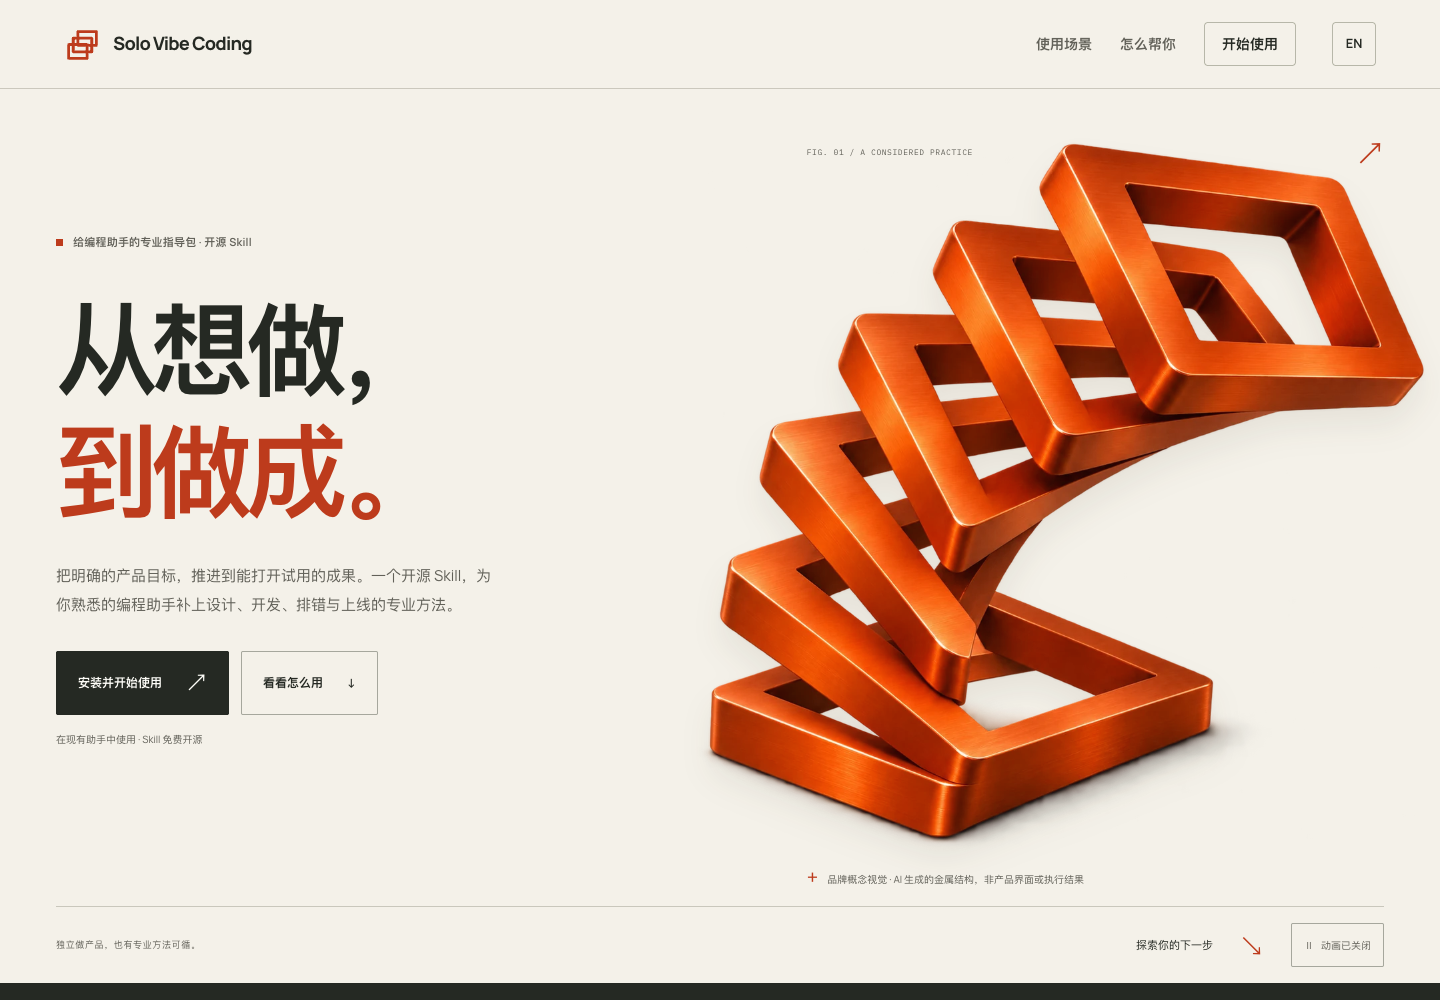 Solo Vibe Coding
使用场景
怎么帮你
开始使用
EN
FIG. 01 / A CONSIDERED PRACTICE
给编程助手的专业指导包 · 开源 Skill
从想做，
到做成。
把明确的产品目标，推进到能打开试用的成果。一个开源 Skill，为
你熟悉的编程助手补上设计、开发、排错与上线的专业方法。
安装并开始使用
看看怎么用 ↓
在现有助手中使用 · Skill 免费开源
品牌概念视觉 · AI 生成的金属结构，非产品界面或执行结果
独立做产品，也有专业方法可循。
探索你的下一步
动画已关闭